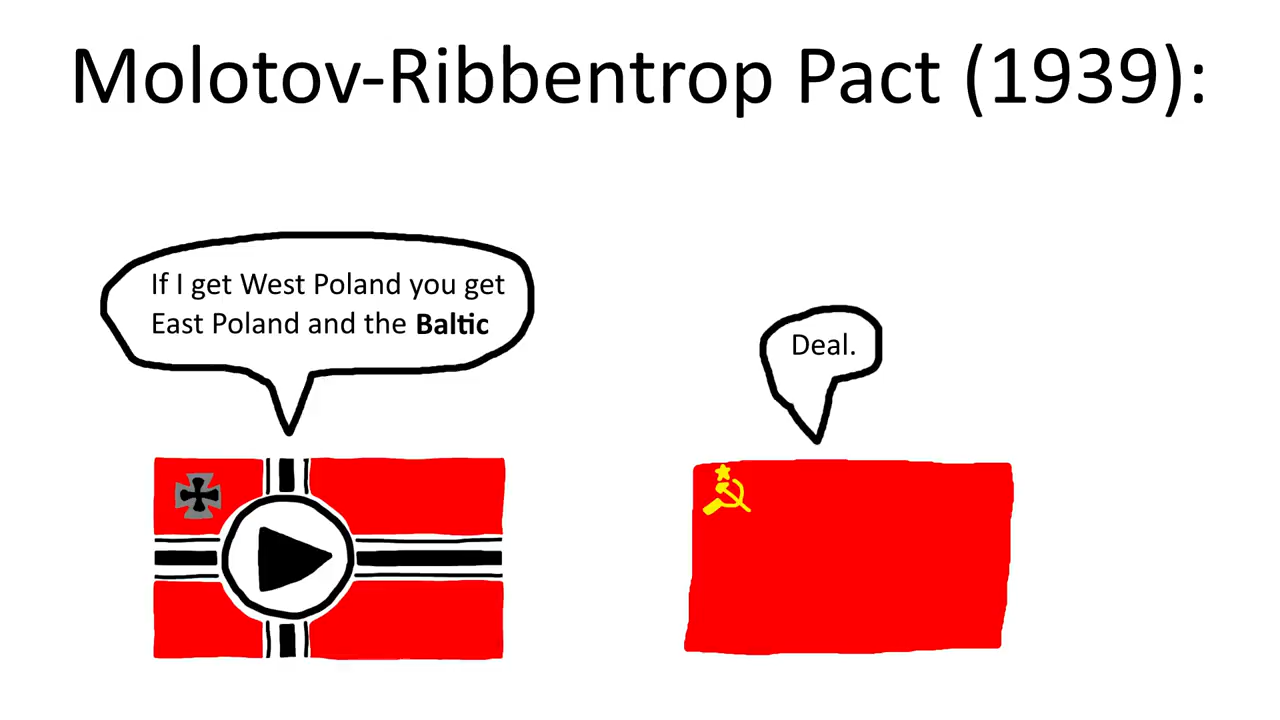 Molotov-Ribbentrop Pact (1939):
If I get West Poland you get
East Poland and the Baltic
Deal.